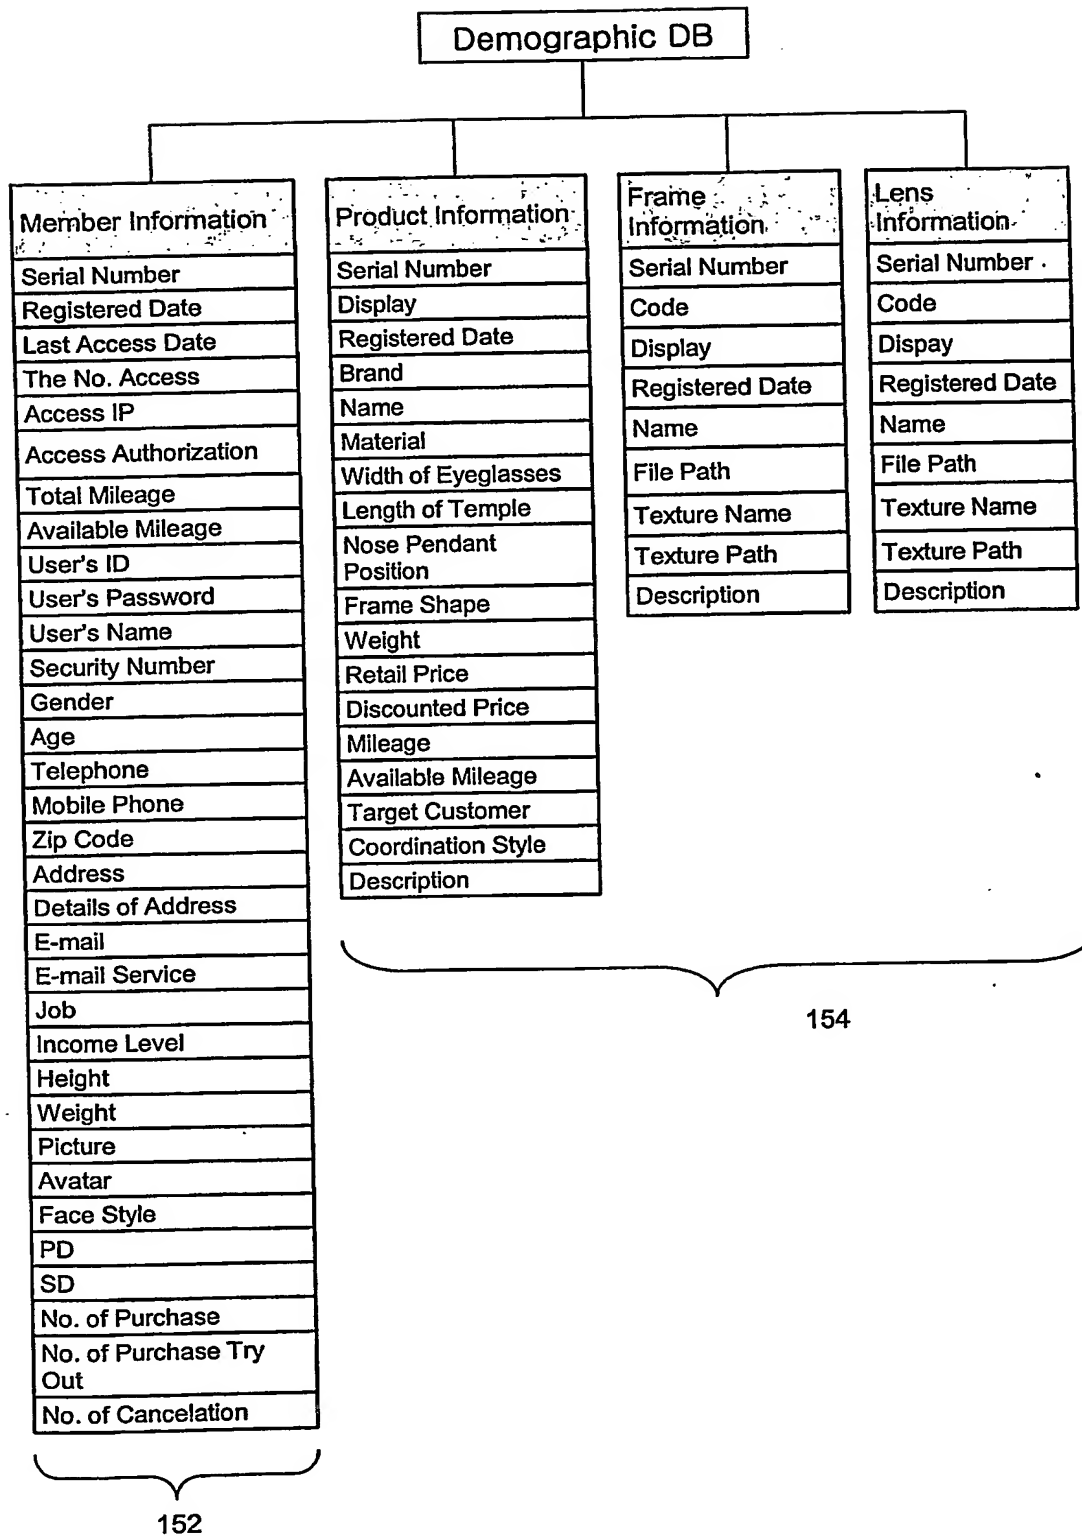 Demographic DB
Member Information
Serial Number
Registered Date
Last Access Date
The No. Access
Access IP
Access Authorization
Total Mileage
Available Mileage
User's ID
User's Password
User's Name
Security Number
Gender
Age
Telephone
Mobile Phone
Zip Code
Address
Details of Address
E-mail
E-mail Service
Job
Income Level
Height
Weight
Picture
Avatar
Face Style
PD
SD
No. of Purchase
No. of Purchase Try
Out
No. of Cancelation
152
Product Information
Serial Number
Display
Registered Date
Brand
Name
Material
Width of Eyeglasses
Length of Temple
Nose Pendant
Position
Frame Shape
Weight
Retail Price
Discounted Price
Mileage
Available Mileage
Target Customer
Coordination Style
Description
Frame
Information
Serial Number
Code
Display
Registered Date
Name
File Path
Texture Name
Texture Path
Description
Lens
Information
Serial Number
Code
Dispay
Registered Date
Name
File Path
Texture Name
Texture Path
Description
154